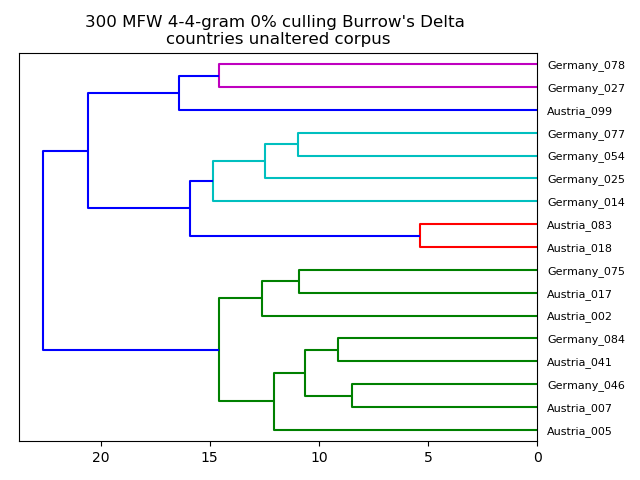 300 MFW 4-4-gram 0% culling Burrow's Delta
countries unaltered corpus
Germany_078
Germany_027
Austria_099
Germany_077
Germany_054
Germany_025
Germany_014
Austria_083
Austria_018
Germany_075
Austria_017
Austria_002
Germany_084
Austria_041
Germany_046
Austria_007
Austria_005
20 15 10 5 0